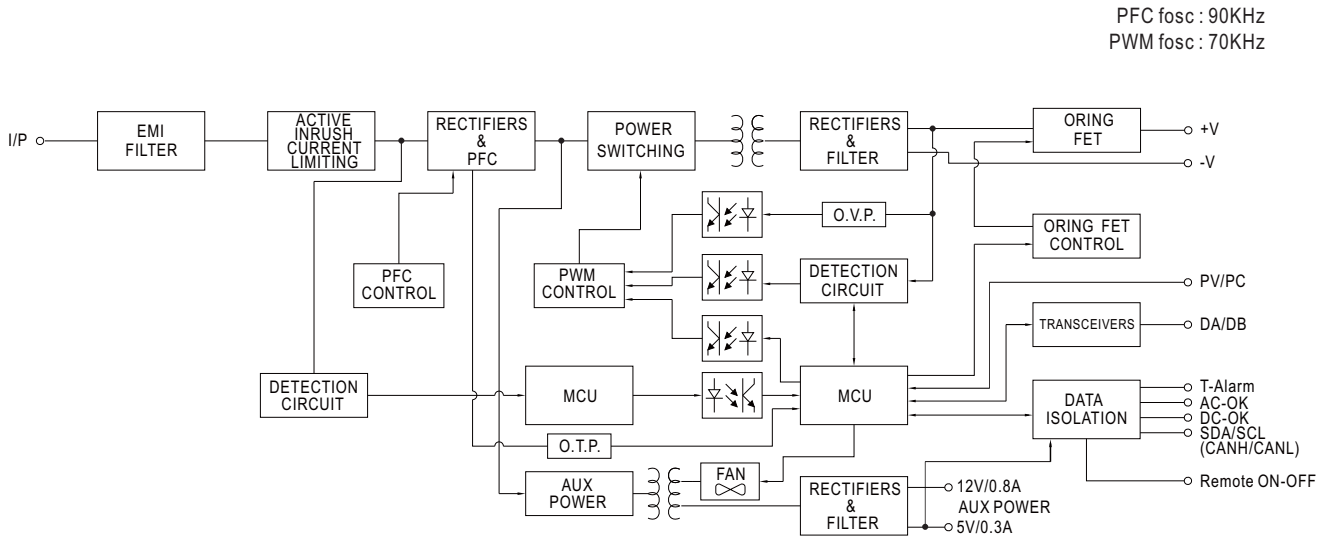 PFC fosc : 90KHz
PWM fosc : 70KHz
I/P
EMI
FILTER
ACTIVE
INRUSH
CURRENT
LIMITING
RECTIFIERS
&
PFC
POWER
SWITCHING
RECTIFIERS
&
FILTER
ORING
FET
+V
-V
O.V.P.
ORING FET
CONTROL
PFC
CONTROL
PWM
CONTROL
DETECTION
CIRCUIT
PV/PC
TRANSCEIVERS
DA/DB
DETECTION
CIRCUIT
MCU
MCU
DATA
ISOLATION
T-Alarm
AC-OK
DC-OK
SDA/SCL
(CANH/CANL)
O.T.P.
Remote ON-OFF
AUX
POWER
FAN
RECTIFIERS
&
FILTER
12V/0.8A
AUX POWER
5V/0.3A